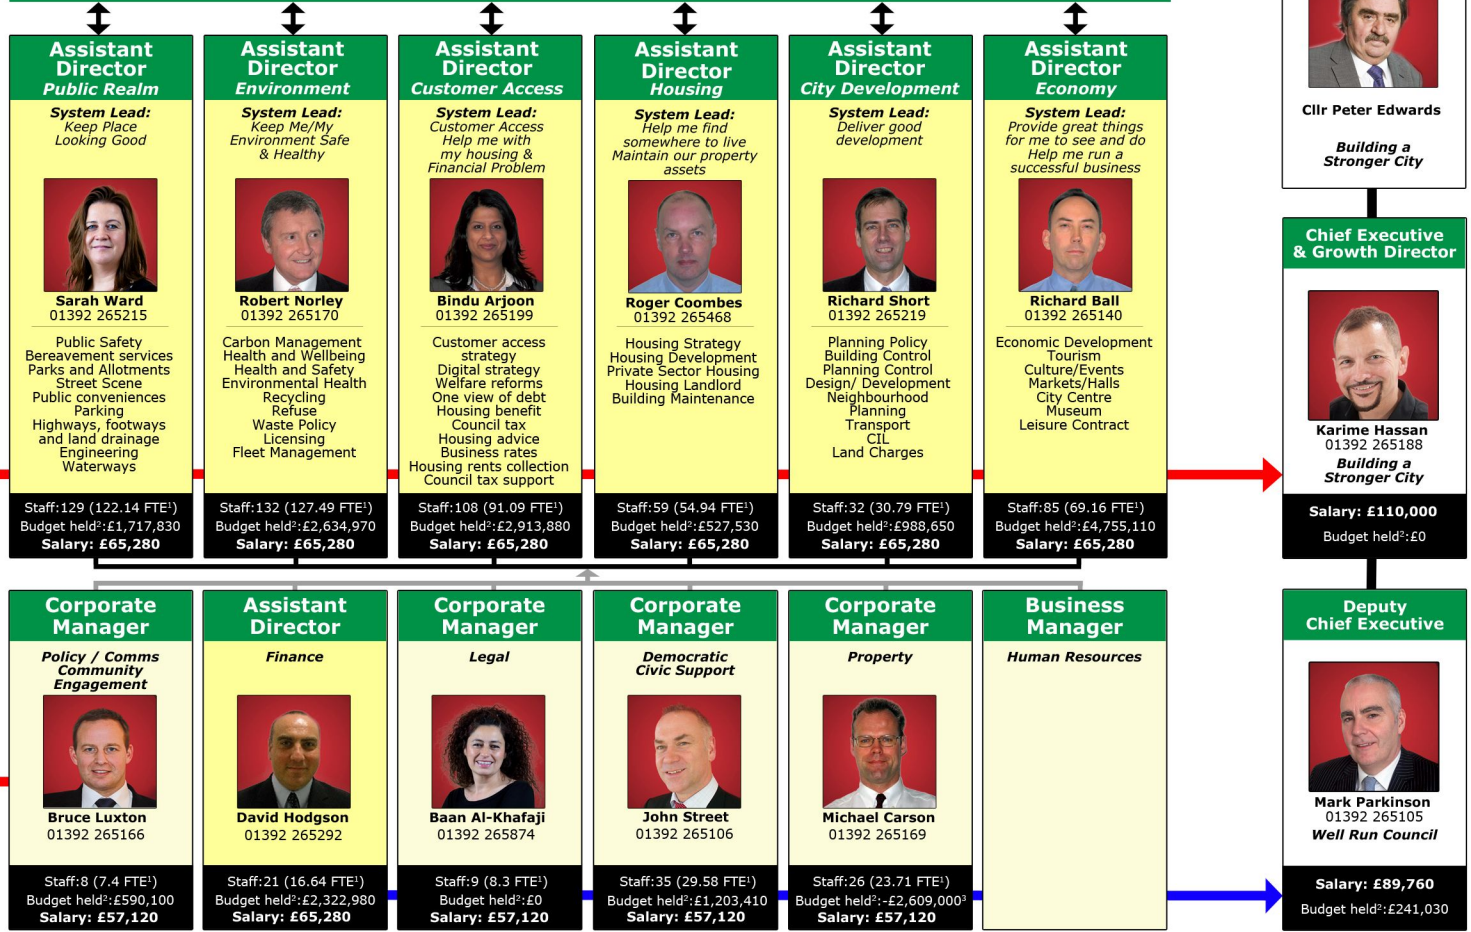 Assistant
Director
Public Realm
System Lead:
Keep Place
Looking Good
Sarah Ward
01392 265215
Public Safety
Bereavement services
Parks and Allotments
Street Scene
Public conveniences
Parking
Highways, footways
and land drainage
Engineering
Waterways
Staff:129 (122.14 FTE¹)
Budget held²:£1,717,830
Salary: £65,280
Assistant
Director
Environment
System Lead:
Keep Me/My
Environment Safe
& Healthy
Robert Norley
01392 265170
Carbon Management
Health and Wellbeing
Health and Safety
Environmental Health
Recycling
Refuse
Waste Policy
Licensing
Fleet Management
Staff:132 (127.49 FTE¹)
Budget held²:£2,634,970
Salary: £65,280
Assistant
Director
Customer Access
System Lead:
Customer Access
Help me with
my housing &
Financial Problem
Bindu Arjoon
01392 265199
Customer access
strategy
Digital strategy
Welfare reforms
One view of debt
Housing benefit
Council tax
Housing advice
Business rates
Housing rents collection
Council tax support
Staff:108 (91.09 FTE¹)
Budget held²:£2,913,880
Salary: £65,280
Assistant
Director
Housing
System Lead:
Help me find
somewhere to live
Maintain our property
assets
Roger Coombes
01392 265468
Housing Strategy
Housing Development
Private Sector Housing
Housing Landlord
Building Maintenance
Staff:59 (54.94 FTE¹)
Budget held²:£527,530
Salary: £65,280
Assistant
Director
City Development
System Lead:
Deliver good
development
Richard Short
01392 265219
Planning Policy
Building Control
Planning Control
Design/ Development
Neighbourhood
Planning
Transport
CIL
Land Charges
Staff:32 (30.79 FTE¹)
Budget held²:£988,650
Salary: £65,280
Assistant
Director
Economy
System Lead:
Provide great things
for me to see and do
Help me run a
successful business
Richard Ball
01392 265140
Economic Development
Tourism
Culture/Events
Markets/Halls
City Centre
Museum
Leisure Contract
Staff:85 (69.16 FTE¹)
Budget held²:£4,755,110
Salary: £65,280
Cllr Peter Edwards
Building a
Stronger City
Chief Executive
& Growth Director
Karime Hassan
01392 265188
Building a
Stronger City
Salary: £110,000
Budget held²:£0
Corporate
Manager
Policy / Comms
Community
Engagement
Bruce Luxton
01392 265166
Staff:8 (7.4 FTE¹)
Budget held²:£590,100
Salary: £57,120
Assistant
Director
Finance
David Hodgson
01392 265292
Staff:21 (16.64 FTE¹)
Budget held²:£2,322,980
Salary: £65,280
Corporate
Manager
Legal
Baan Al-Khafaji
01392 265874
Staff:9 (8.3 FTE¹)
Budget held²:£0
Salary: £57,120
Corporate
Manager
Democratic
Civic Support
John Street
01392 265106
Staff:35 (29.58 FTE¹)
Budget held²:£1,203,410
Salary: £57,120
Corporate
Manager
Property
Michael Carson
01392 265169
Staff:26 (23.71 FTE¹)
Budget held²:-£2,609,000³
Salary: £57,120
Business
Manager
Human Resources
Deputy
Chief Executive
Mark Parkinson
01392 265105
Well Run Council
Salary: £89,760
Budget held²:£241,030